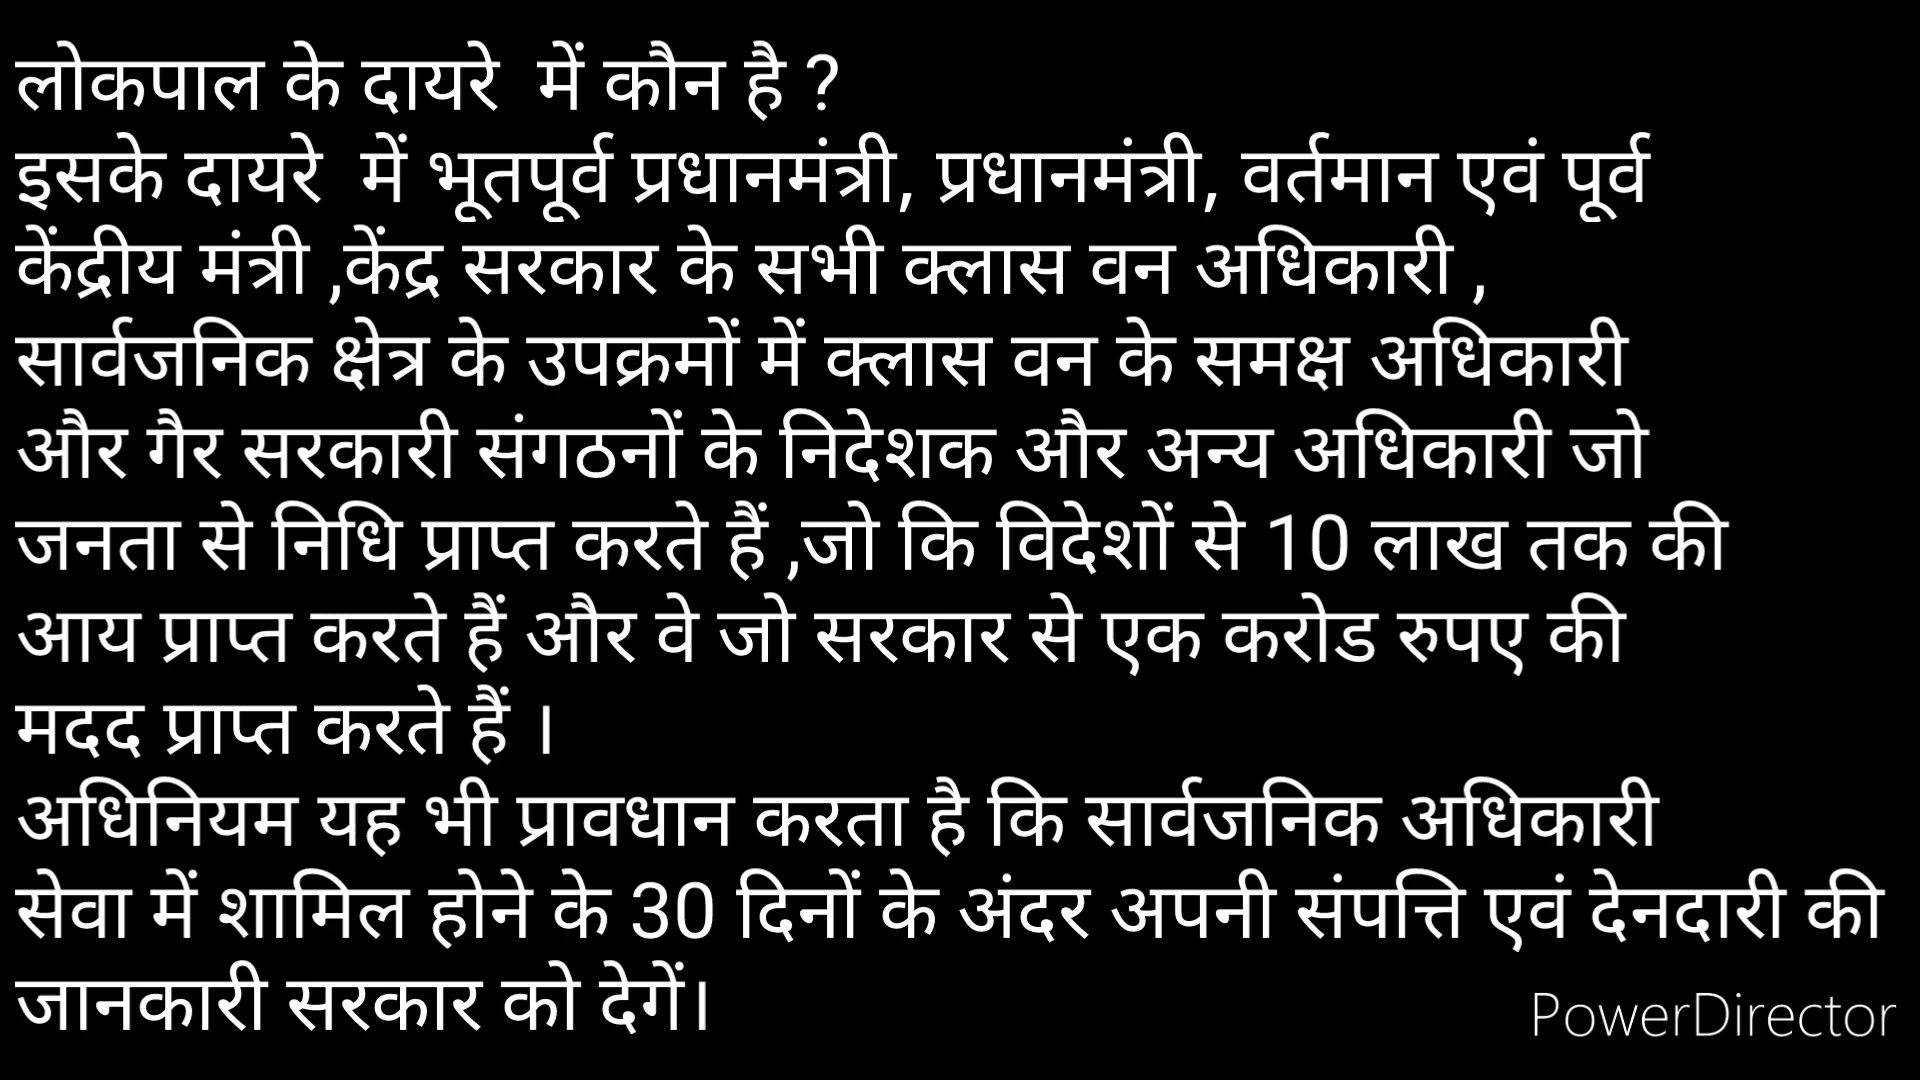 लोकपाल के दायरे  में कौन है ?
इसके दायरे  में भूतपूर्व प्रधानमंत्री, प्रधानमंत्री, वर्तमान एवं पूर्व
केंद्रीय मंत्री ,केंद्र सरकार के सभी क्लास वन अधिकारी ,
सार्वजनिक क्षेत्र के उपक्रमों में क्लास वन के समक्ष अधिकारी
और गैर सरकारी संगठनों के निदेशक और अन्य अधिकारी जो
जनता से निधि प्राप्त करते हैं ,जो कि विदेशों से 10 लाख तक की
आय प्राप्त करते हैं और वे जो सरकार से एक करोड रुपए की
मदद प्राप्त करते हैं ।
अधिनियम यह भी प्रावधान करता है कि सार्वजनिक अधिकारी
सेवा में शामिल होने के 30 दिनों के अंदर अपनी संपत्ति एवं देनदारी की
जानकारी सरकार को देगें।
PowerDirector